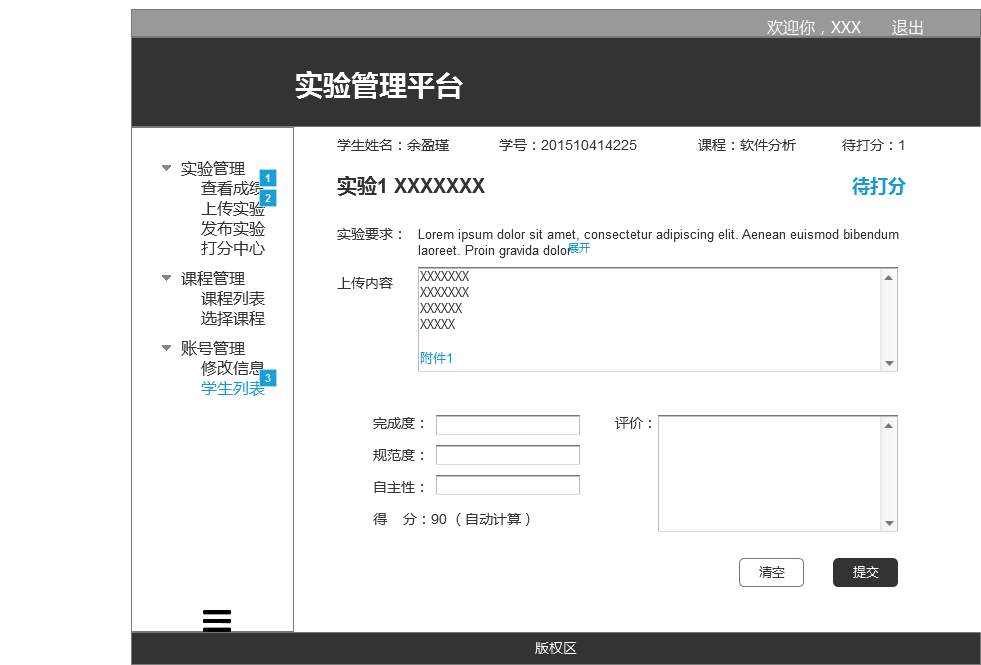 欢迎你，XXX 退出
实验管理平台
实验管理
查看成绩 1
上传实验 2
发布实验
打分中心
课程管理
课程列表
选择课程
账号管理
修改信息
学生列表 3
学生姓名：余盈瑾 学号：201510414225 课程：软件分析 待打分：1
实验1 XXXXXXX 待打分
实验要求： Lorem ipsum dolor sit amet, consectetur adipiscing elit. Aenean euismod bibendum
laoreet. Proin gravida dolor展开
上传内容 XXXXXXX
XXXXXXX
XXXXXX
XXXXX
附件1
完成度： 评价：
规范度：
自主性：
得 分：90（自动计算）
清空 提交
版权区